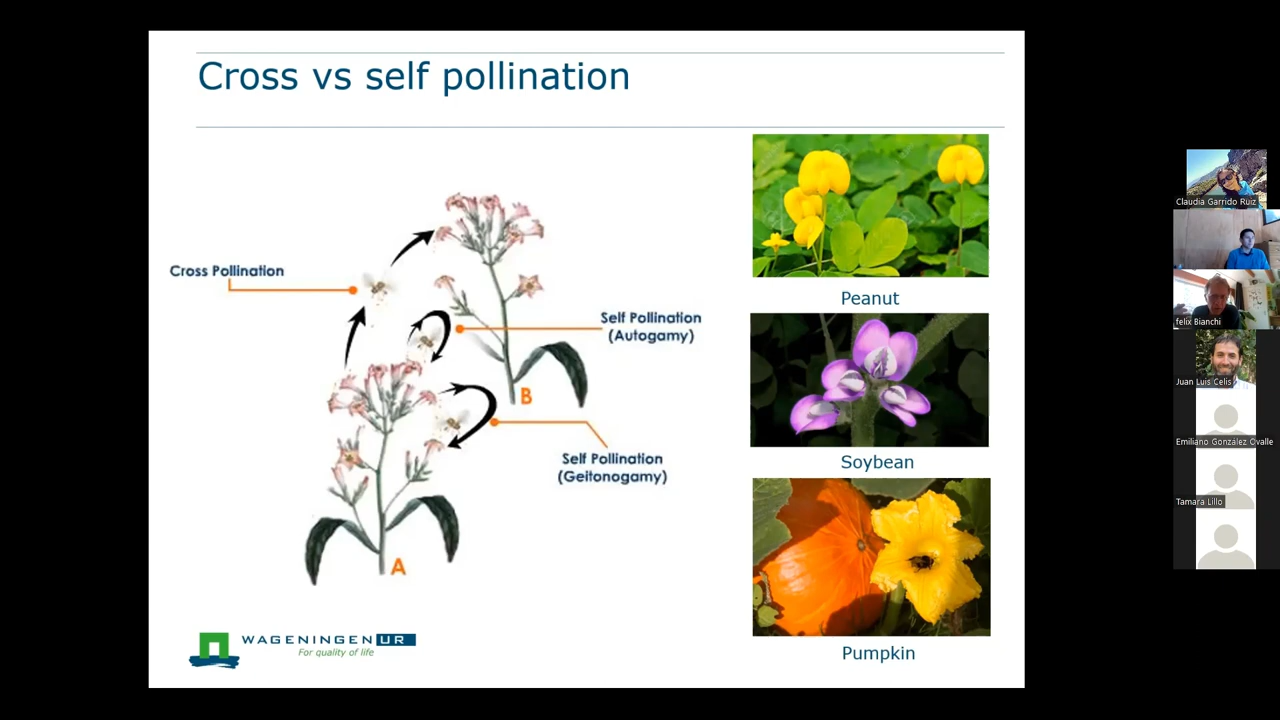 Cross vs self pollination
Cross Pollination
Self Pollination
(Autogamy)
B
Self Pollination
(Geitonogamy)
A
WAGENINGEN UR
For quality of life
Peanut
Soybean
Pumpkin
Claudia Garrido Ruiz
felix Bianchi
Juan Luis Celis
Emiliano González Ovalle
Tamara Lillo